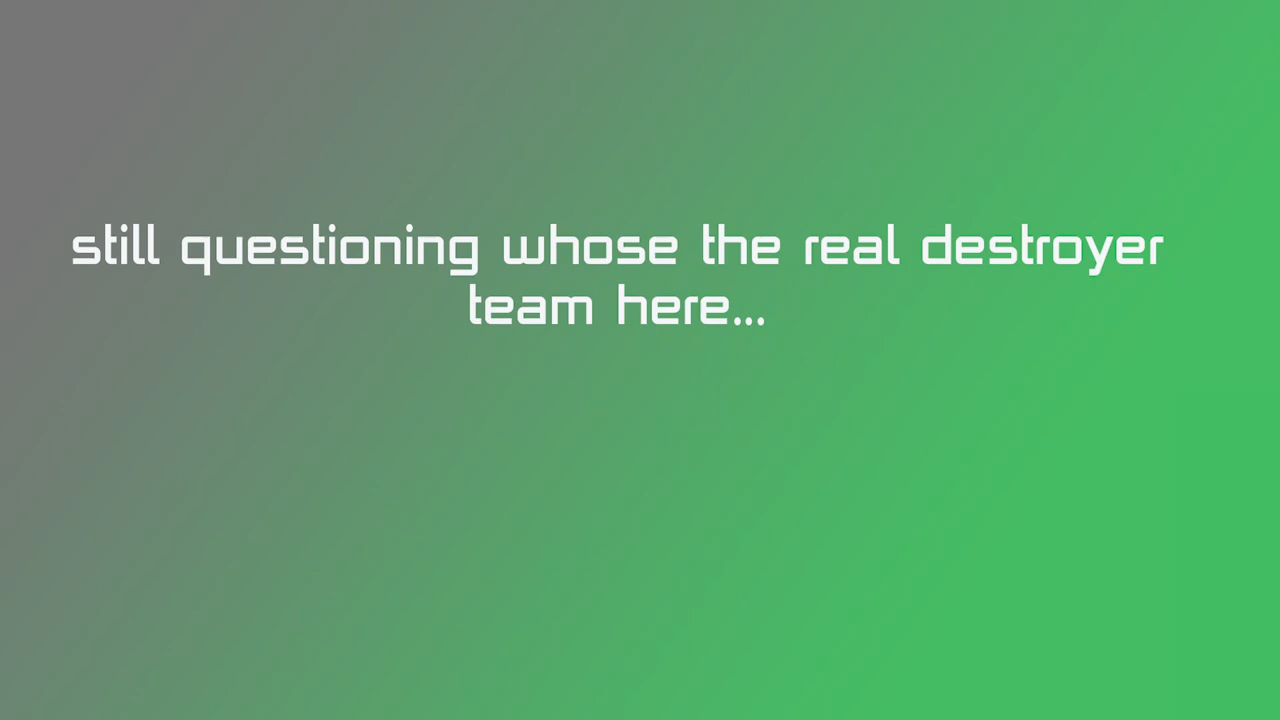 still questioning whose the real destroyer
team here...